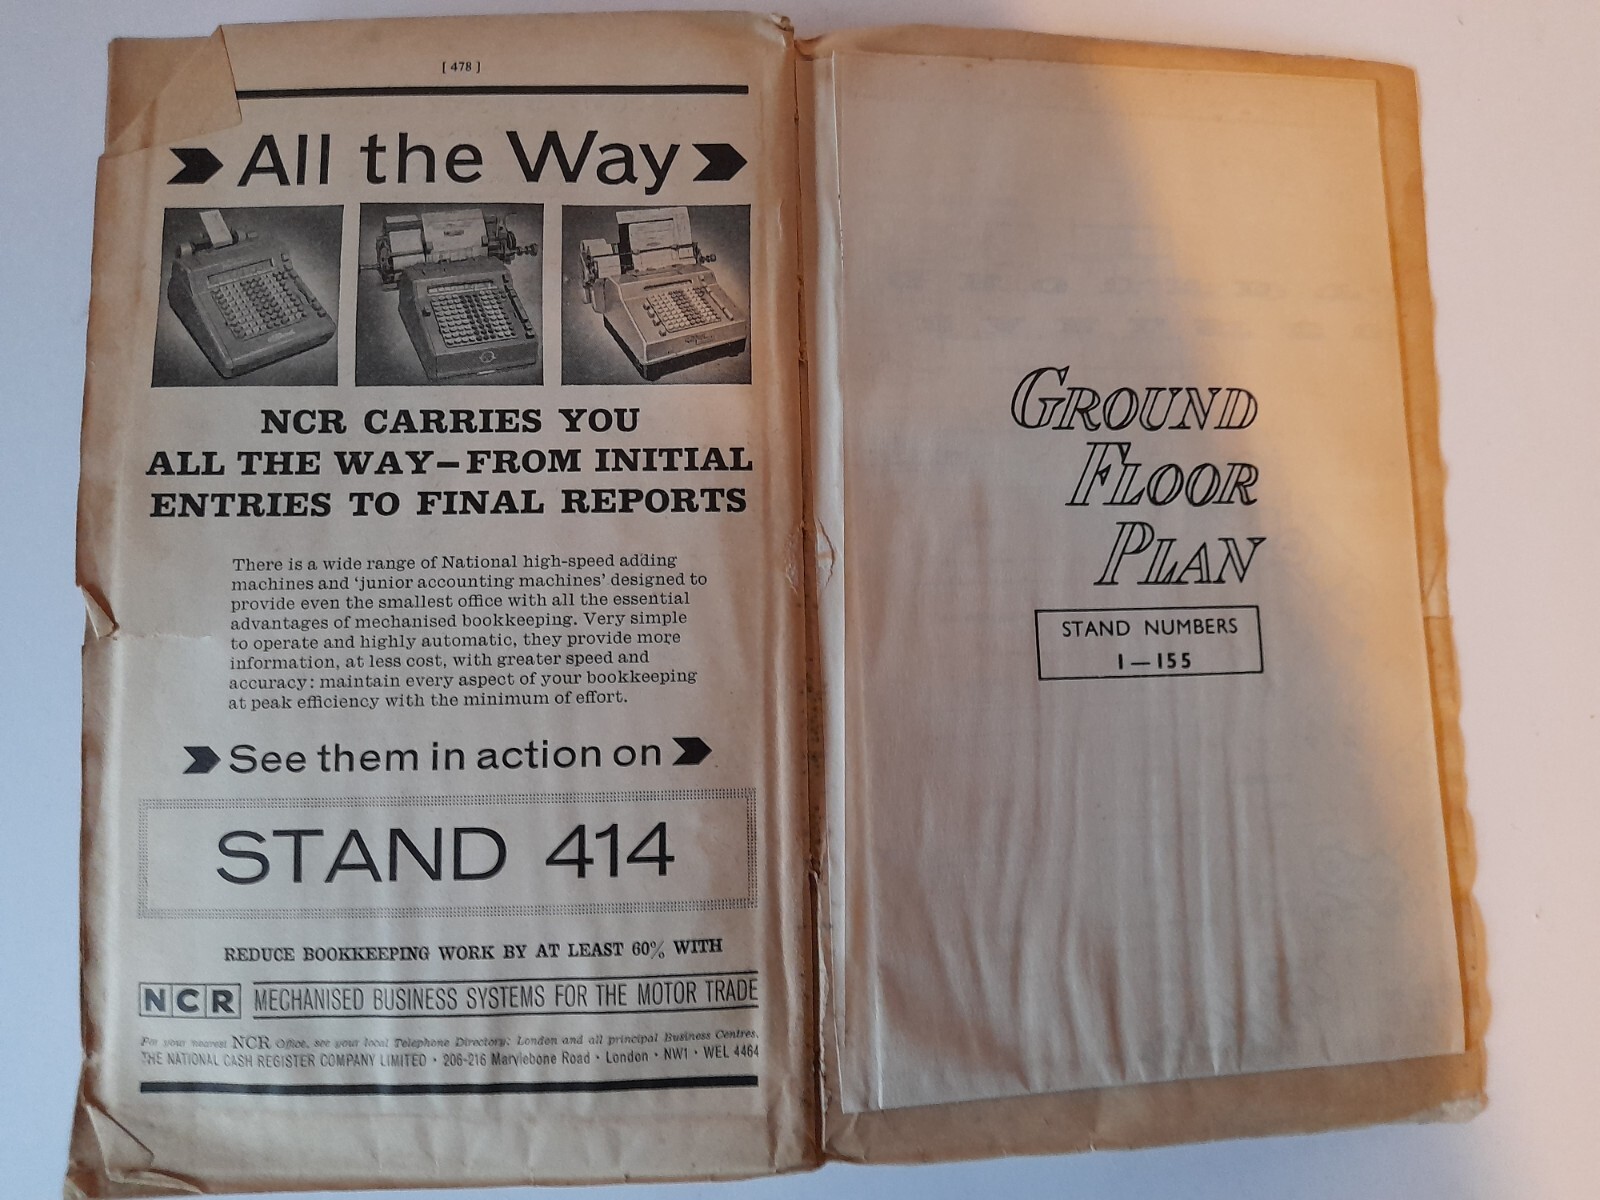 [ 478 ]
All the Way
NCR CARRIES YOU
ALL THE WAY—FROM INITIAL
ENTRIES TO FINAL REPORTS
There is a wide range of National high-speed adding
machines and 'junior accounting machines' designed to
provide even the smallest office with all the essential
advantages of mechanised bookkeeping. Very simple
to operate and highly automatic, they provide more
information, at less cost, with greater speed and
accuracy: maintain every aspect of your bookkeeping
at peak efficiency with the minimum of effort.
See them in action on
STAND 414
REDUCE BOOKKEEPING WORK BY AT LEAST 60% WITH
NCR MECHANISED BUSINESS SYSTEMS FOR THE MOTOR TRADE
For your nearest NCR Office, see your local Telephone Directory: London and all principal Business Centres.
THE NATIONAL CASH REGISTER COMPANY LIMITED · 206-216 Marylebone Road · London · NW1 · WEL 4464
GROUND
FLOOR
PLAN
STAND NUMBERS
1—155